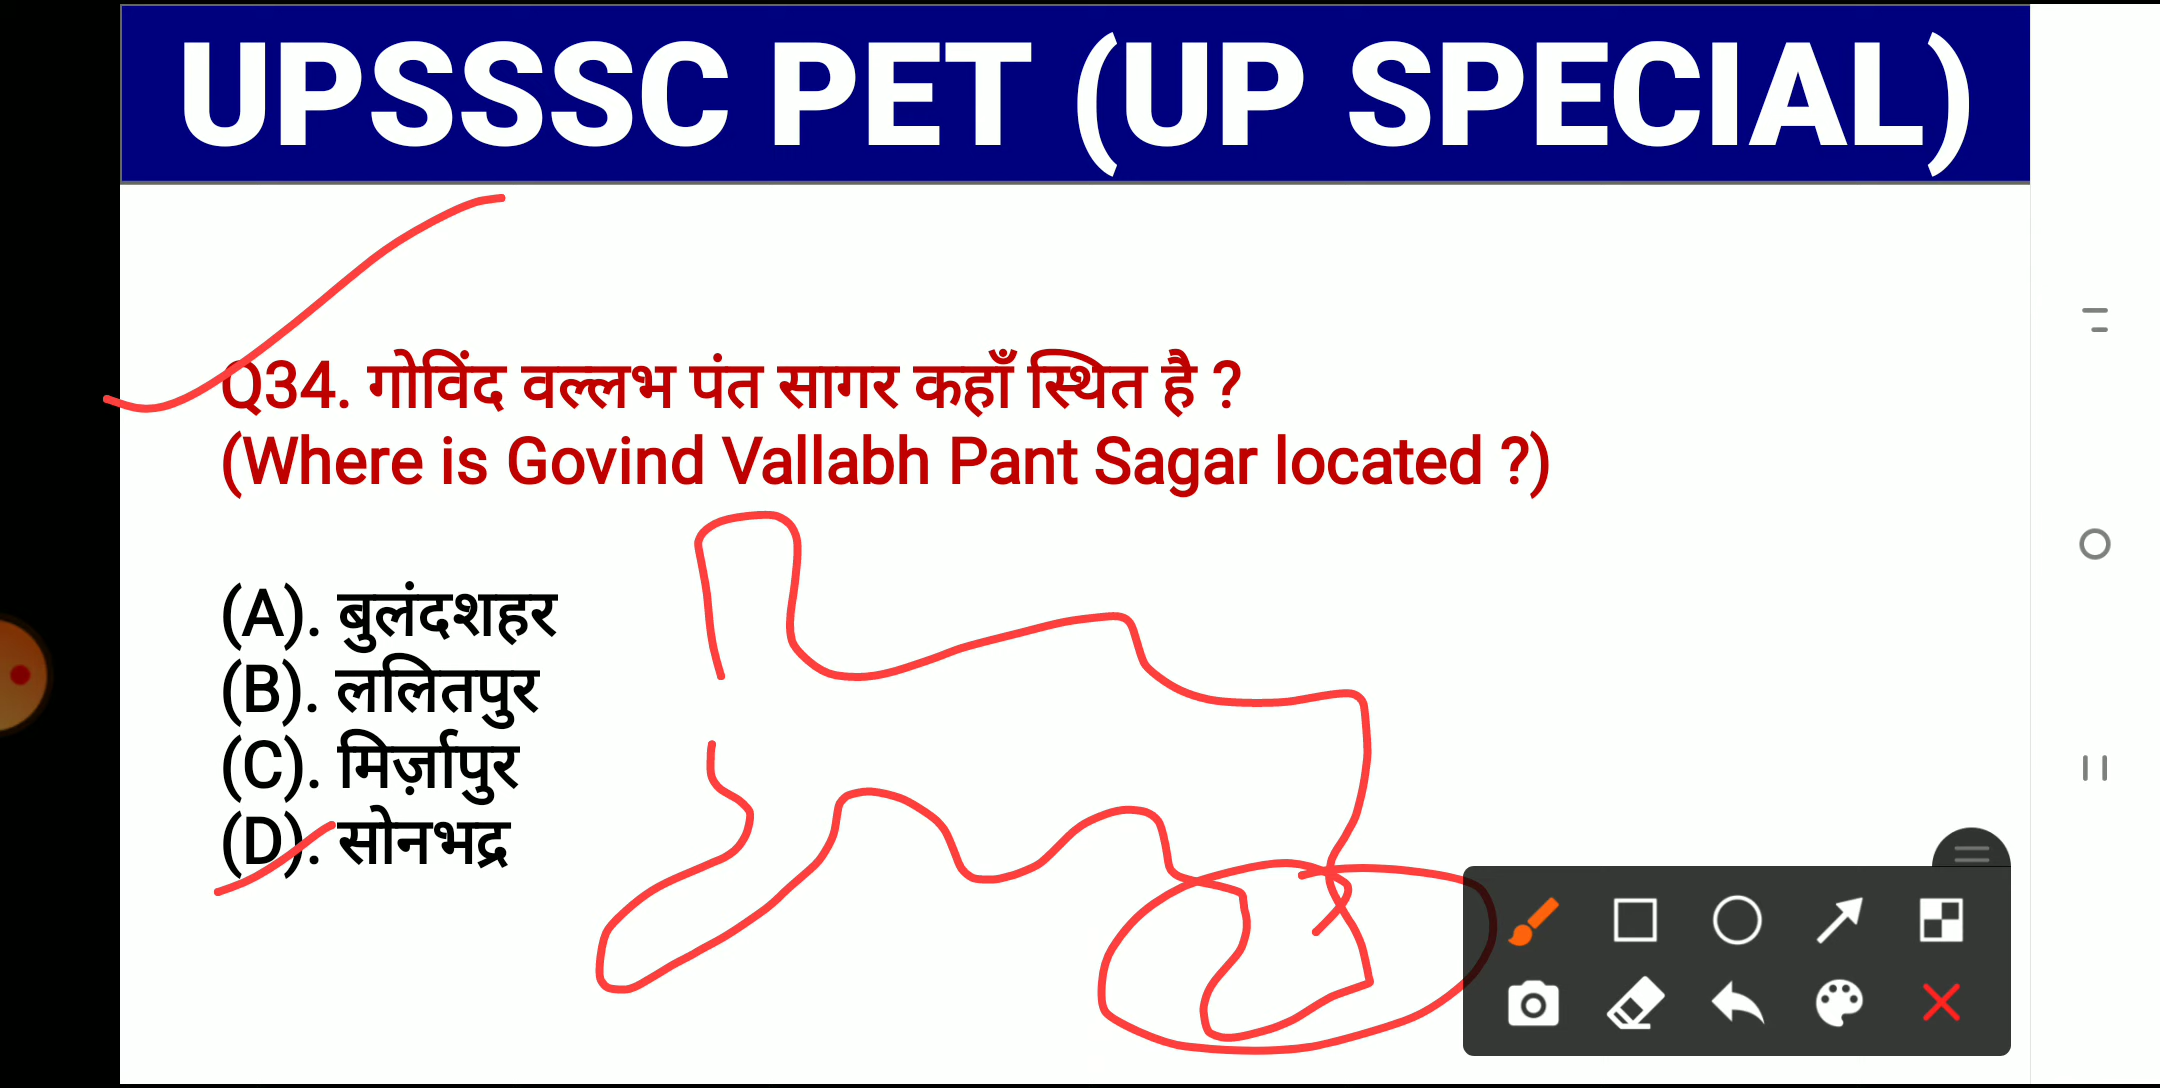 UPSSSC PET (UP SPECIAL)
Q34. गोविंद वल्लभ पंत सागर कहाँ स्थित है ?
(Where is Govind Vallabh Pant Sagar located ?)
(A). बुलंदशहर
(B). ललितपुर
(C). मिर्ज़ापुर
(D). सोनभद्र